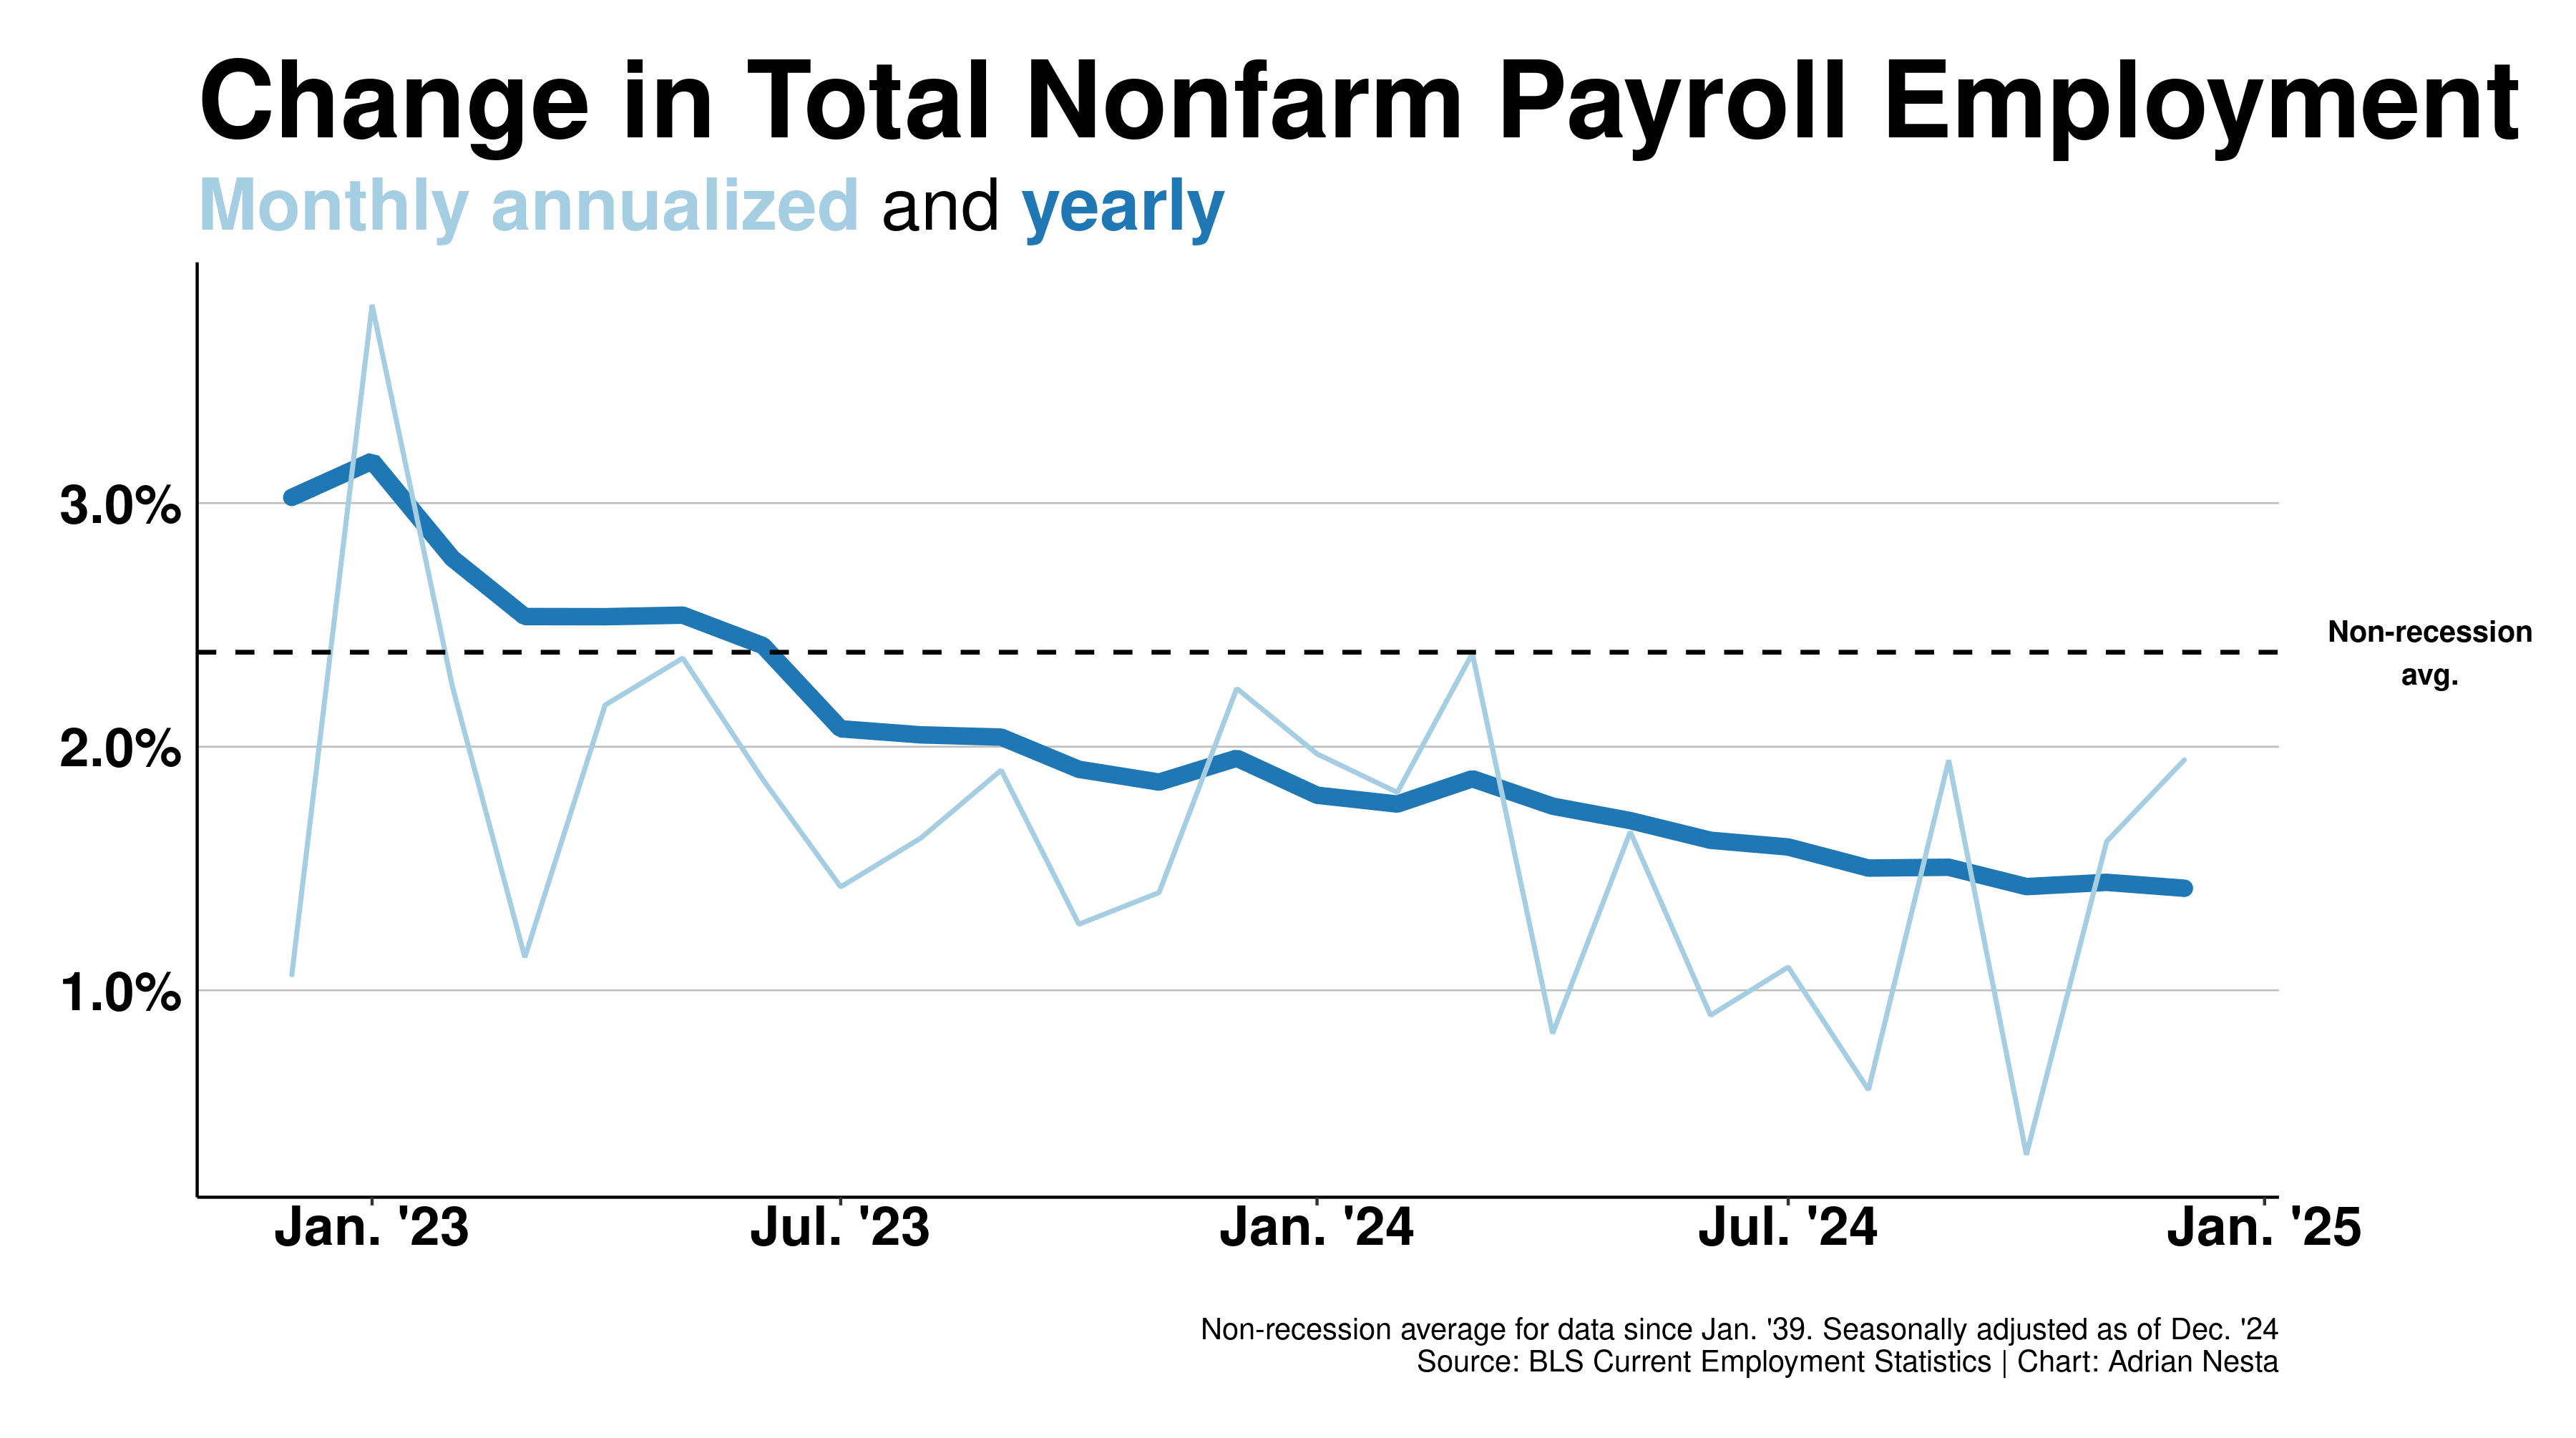 Change in Total Nonfarm Payroll Employment
Monthly annualized and yearly
3.0%
2.0%
1.0%
Non-recession
avg.
Jan. '23
Jul. '23
Jan. '24
Jul. '24
Jan. '25
Non-recession average for data since Jan. '39. Seasonally adjusted as of Dec. '24
Source: BLS Current Employment Statistics | Chart: Adrian Nesta